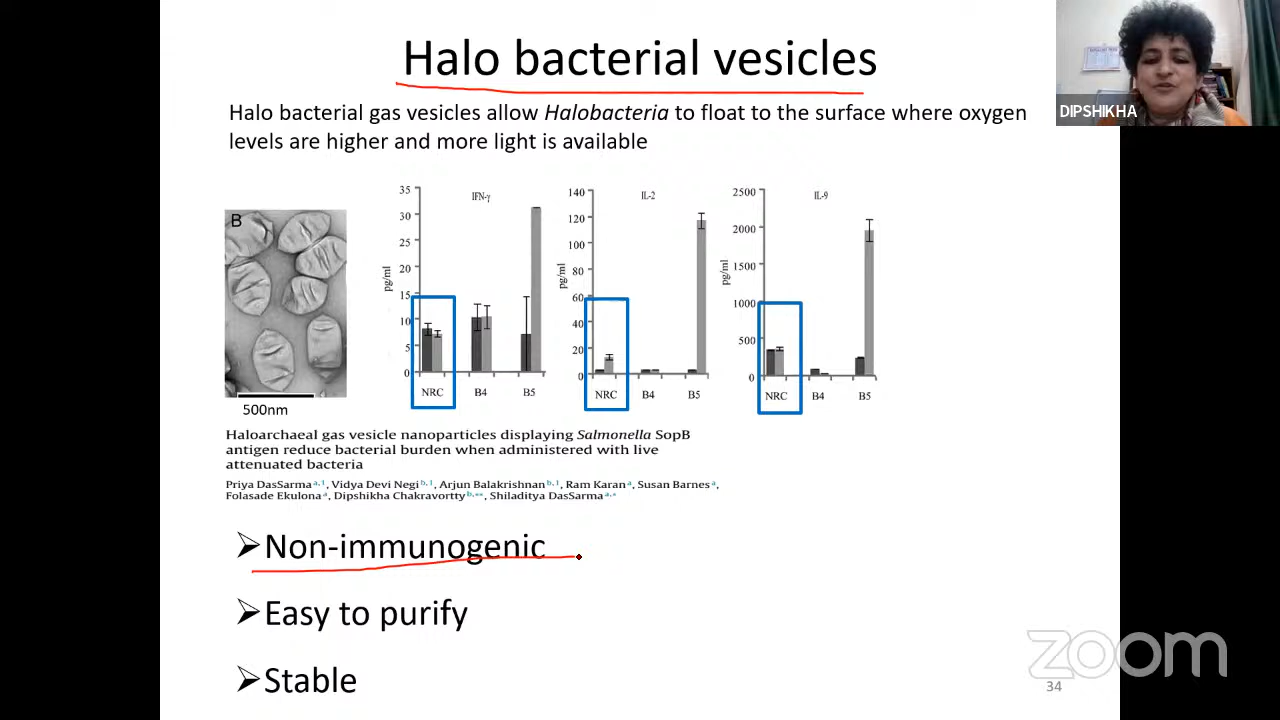 Halo bacterial vesicles
DIPSHIKHA
Halo bacterial gas vesicles allow Halobacteria to float to the surface where oxygen
levels are higher and more light is available
B
500nm
IFN-γ
pg/ml
35
30
25
20
15
10
5
0
NRC B4 B5
IL-2
pg/ml
140
120
100
80
60
40
20
0
NRC B4 B5
IL-9
pg/ml
2500
2000
1500
1000
500
0
NRC B4 B5
Haloarchaeal gas vesicle nanoparticles displaying Salmonella SopB
antigen reduce bacterial burden when administered with live
attenuated bacteria
Priya DasSarma a,1, Vidya Devi Negi b,1, Arjun Balakrishnan b,1, Ram Karan a, Susan Barnes a,
Folasade Ekulona a, Dipshikha Chakravortty b,**, Shiladitya DasSarma a,*
➢Non-immunogenic
➢Easy to purify
➢Stable
zoom
34